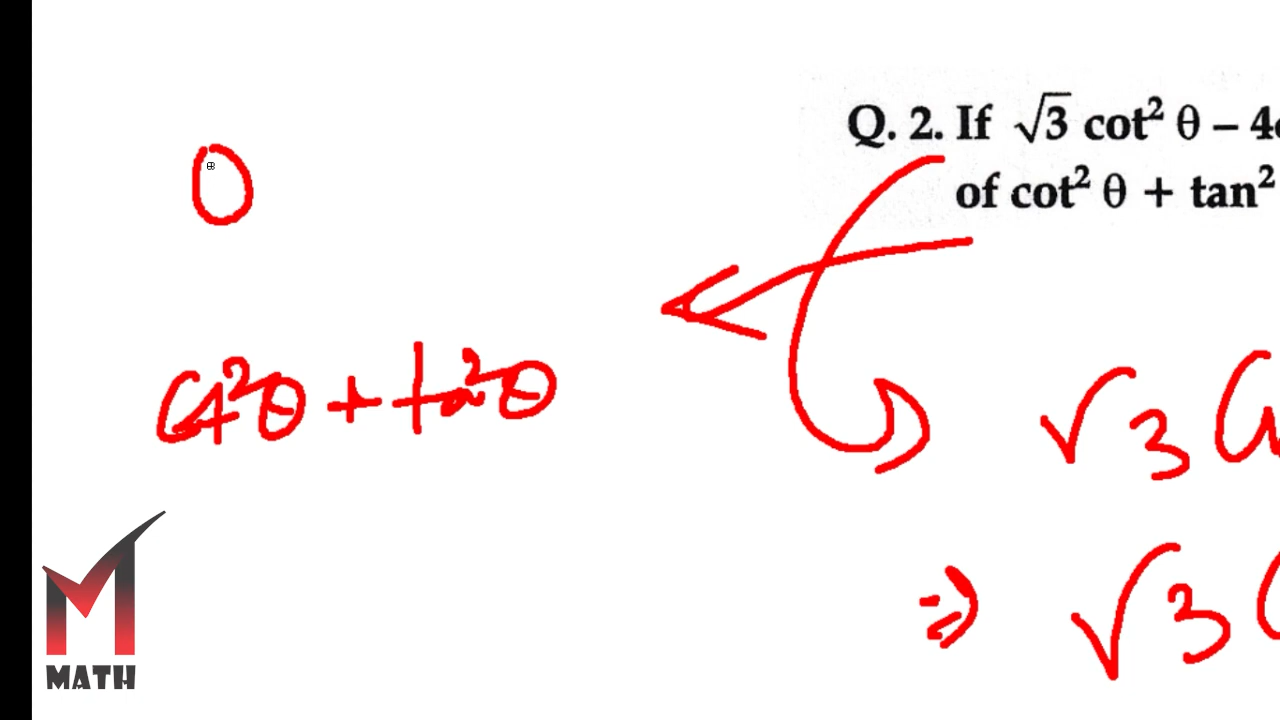 Q. 2. If √3 cot² θ – 4
of cot² θ + tan²
0
cot²θ + tan²θ
√3
⇒ √3
MATH